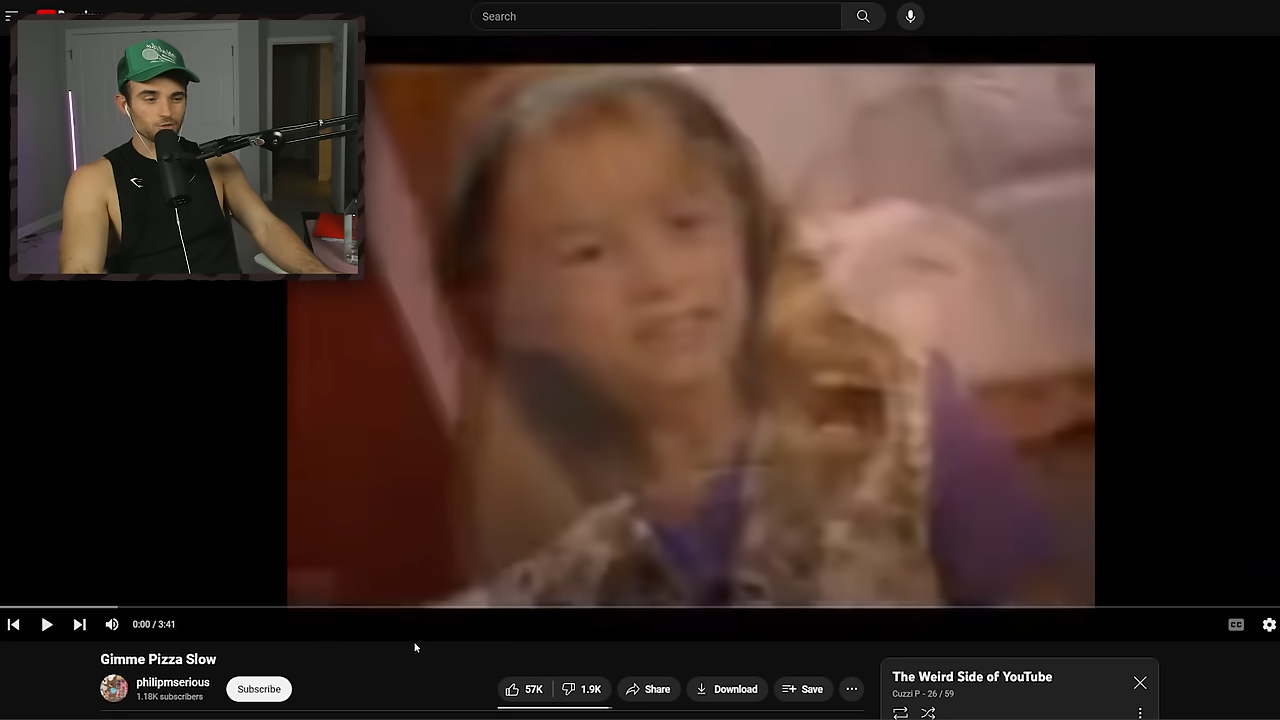 Search
0:00 / 3:41
Gimme Pizza Slow
philipmserious
1.18K subscribers
Subscribe
57K
1.9K
Share
Download
Save
The Weird Side of YouTube
Cuzzi P - 26 / 59
CC